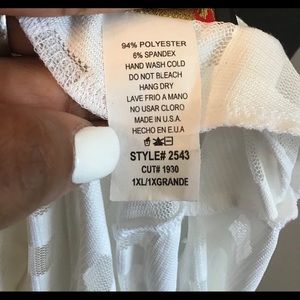 94% POLYESTER
6% SPANDEX
HAND WASH COLD
DO NOT BLEACH
HANG DRY
LAVE FRIO A MANO
NO USAR CLORO
MADE IN U.S.A.
HECHO EN E.U.A
STYLE# 2543
CUT# 1930
1XL/1XGRANDE